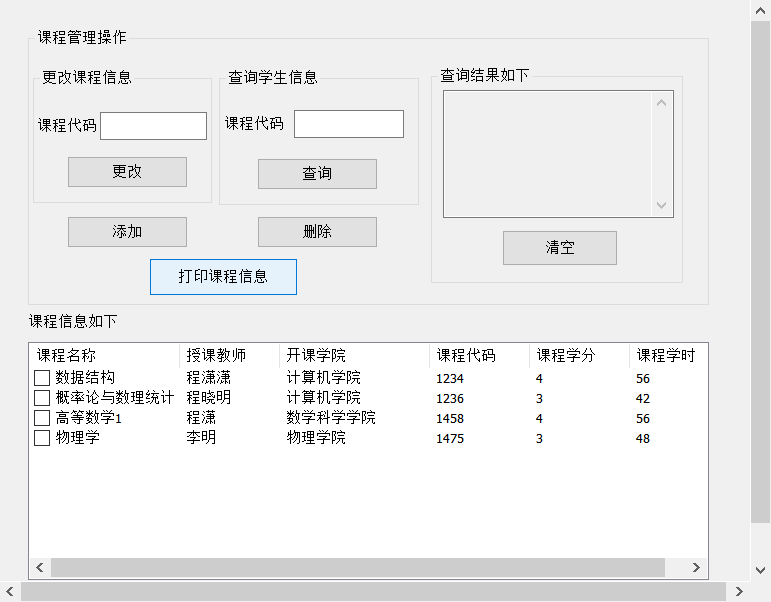 课程管理操作
更改课程信息
查询学生信息
查询结果如下
课程代码
课程代码
更改
查询
添加
删除
清空
打印课程信息
课程信息如下
课程名称 授课教师 开课学院 课程代码 课程学分 课程学时
数据结构 程潇潇 计算机学院 1234 4 56
概率论与数理统计 程晓明 计算机学院 1236 3 42
高等数学1 程潇 数学科学学院 1458 4 56
物理学 李明 物理学院 1475 3 48